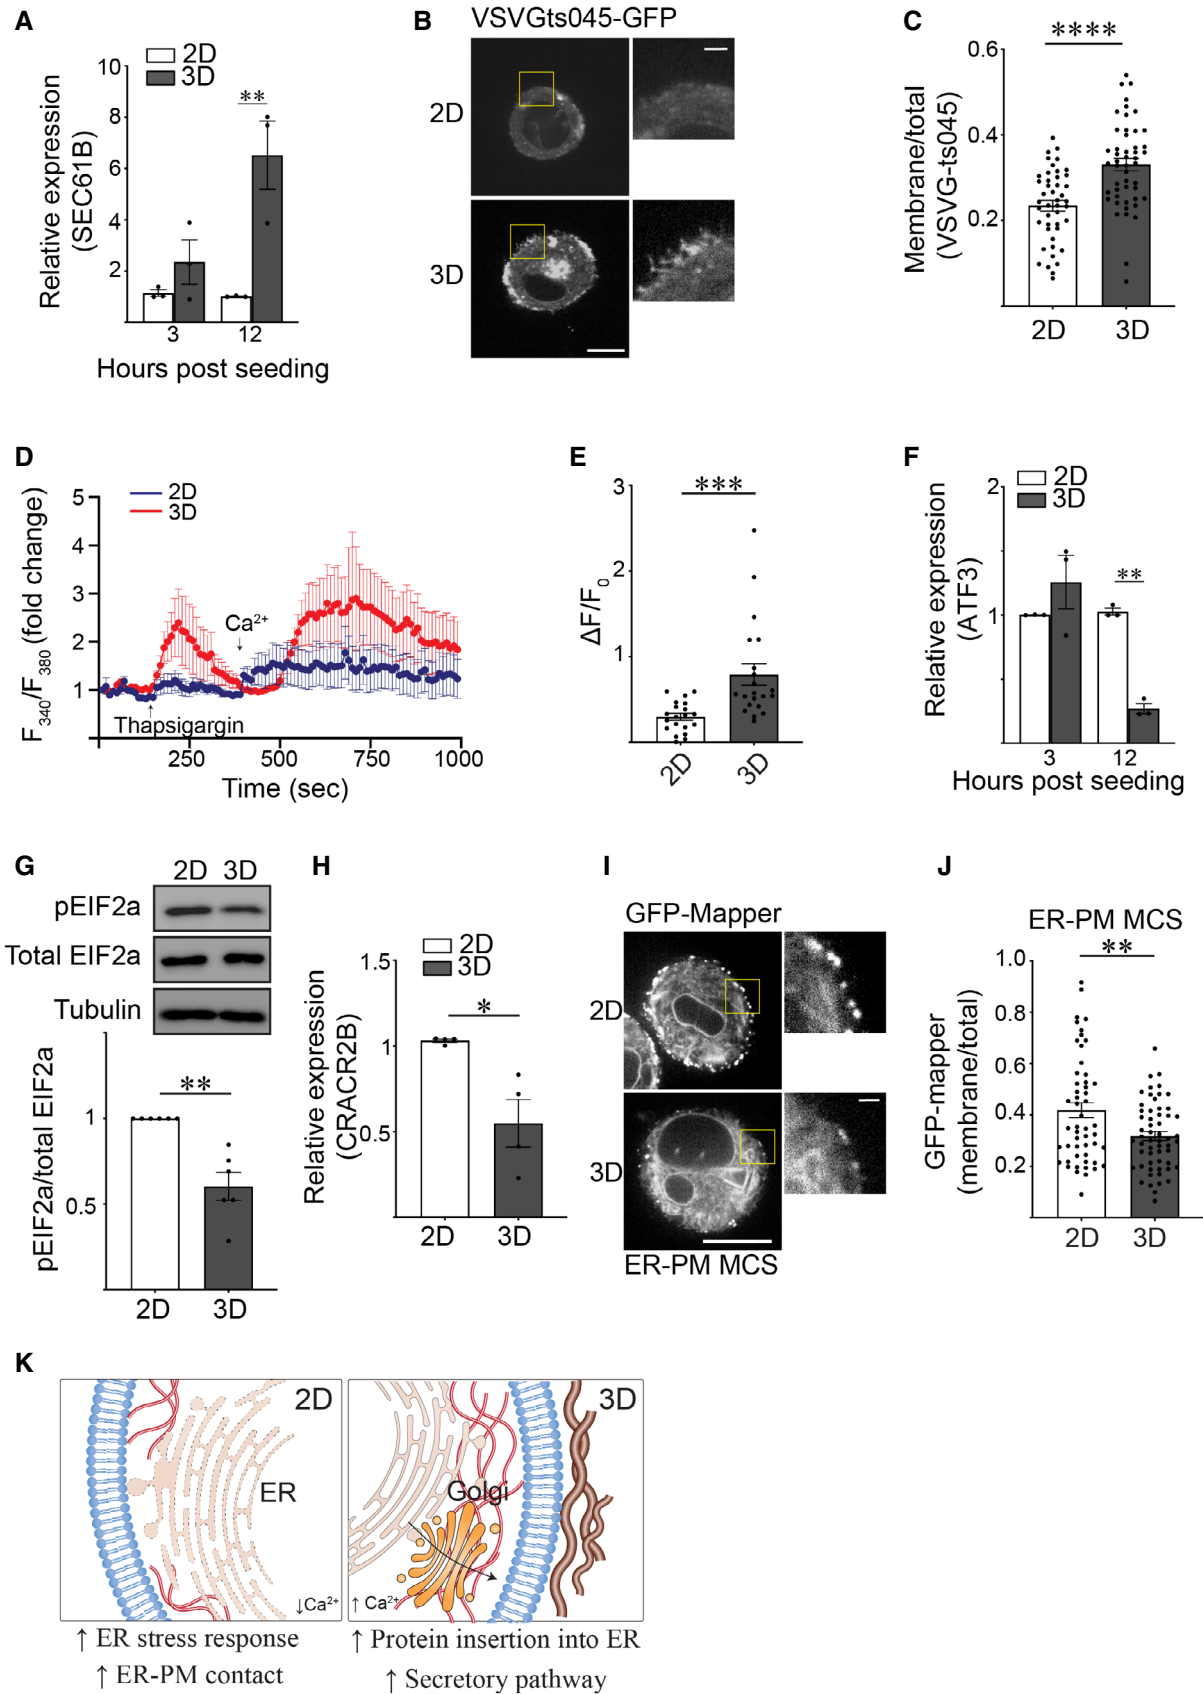 A
2D
3D
Relative expression
(SEC61B)
10
8
6
4
2
**
3
12
Hours post seeding
B
VSVGts045-GFP
2D
3D
C
Membrane/total
(VSVG-ts045)
0.6
0.4
0.2
****
2D
3D
D
F340/F380 (fold change)
5
4
3
2
1
2D
3D
Ca2+
↓
↑
Thapsigargin
250
500
750
1000
Time (sec)
E
ΔF/F0
3
2
1
***
2D
3D
F
2D
3D
Relative expression
(ATF3)
2
1
**
3
12
Hours post seeding
G
2D 3D
pEIF2a
Total EIF2a
Tubulin
pEIF2a/total EIF2a
1
0.5
**
2D
3D
H
2D
3D
Relative expression
(CRACR2B)
1.5
1
0.5
*
2D
3D
I
GFP-Mapper
2D
3D
ER-PM MCS
J
ER-PM MCS
GFP-mapper
(membrane/total)
1.0
0.8
0.6
0.4
0.2
**
2D
3D
K
2D
ER
↓Ca2+
↑ ER stress response
↑ ER-PM contact
3D
Golgi
↑ Ca2+
↑ Protein insertion into ER
↑ Secretory pathway